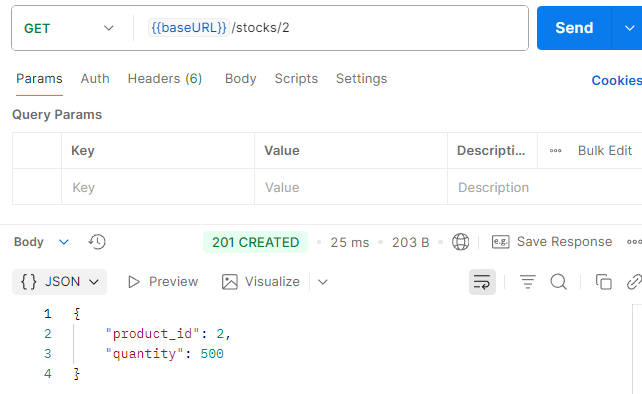 GET {{baseURL}}/stocks/2 Send
Params Auth Headers (6) Body Scripts Settings Cookies
Query Params
Key Value Descripti... Bulk Edit
Key Value Description
Body 201 CREATED 25 ms 203 B e.g. Save Response
{} JSON Preview Visualize
1 {
2 "product_id": 2,
3 "quantity": 500
4 }